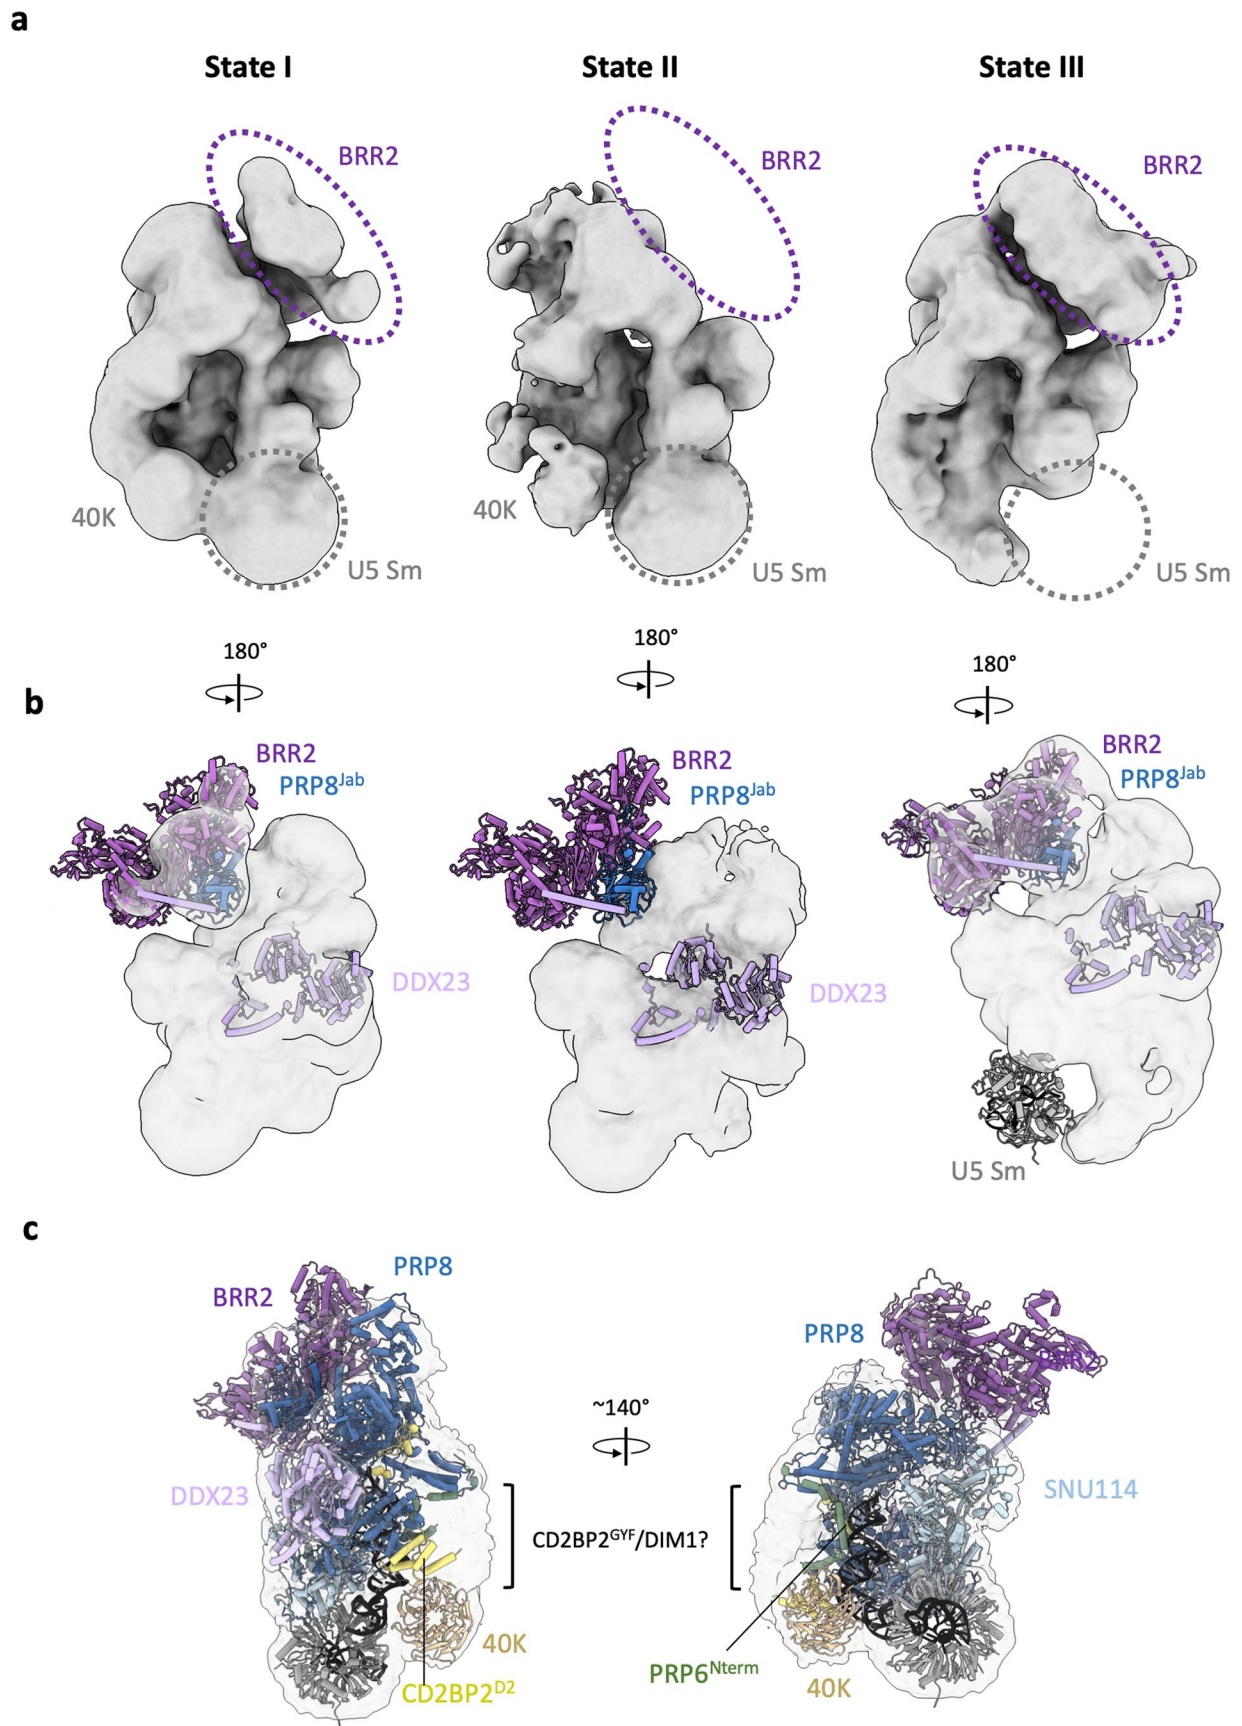 a
State I
State II
State III
BRR2
BRR2
BRR2
40K
U5 Sm
40K
U5 Sm
U5 Sm
180°
180°
180°
b
BRR2
PRP8Jab
DDX23
BRR2
PRP8Jab
DDX23
BRR2
PRP8Jab
U5 Sm
c
BRR2
PRP8
DDX23
40K
CD2BP2D2
~140°
CD2BP2GYF/DIM1?
PRP8
BRR2
SNU114
PRP6Nterm
40K